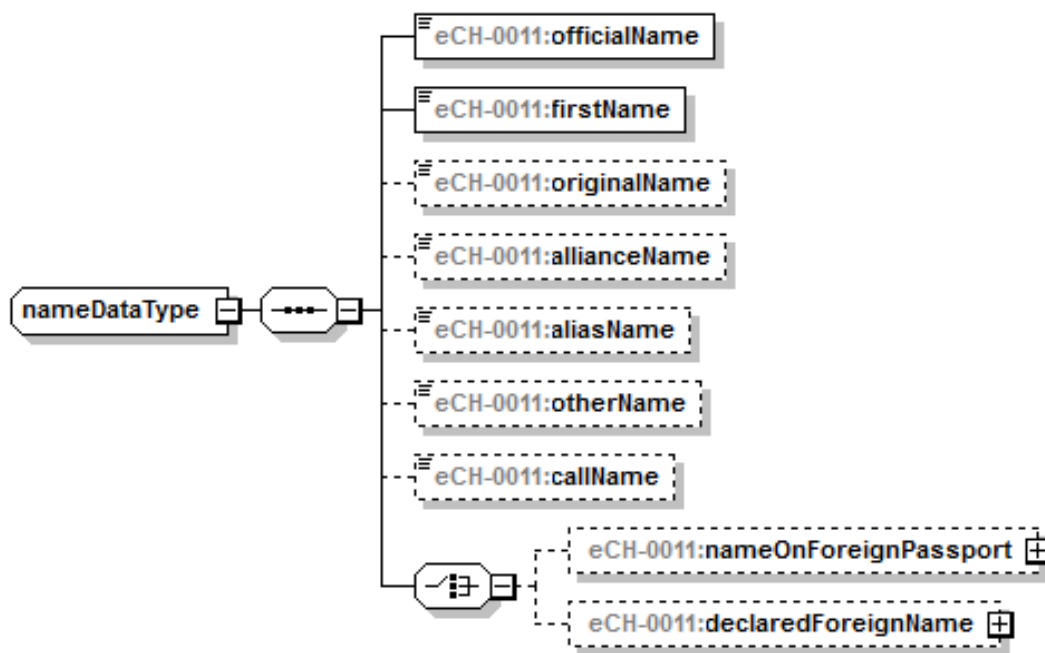 eCH-0011:officialName
eCH-0011:firstName
eCH-0011:originalName
eCH-0011:allianceName
nameDataType
eCH-0011:aliasName
eCH-0011:otherName
eCH-0011:callName
eCH-0011:nameOnForeignPassport
eCH-0011:declaredForeignName